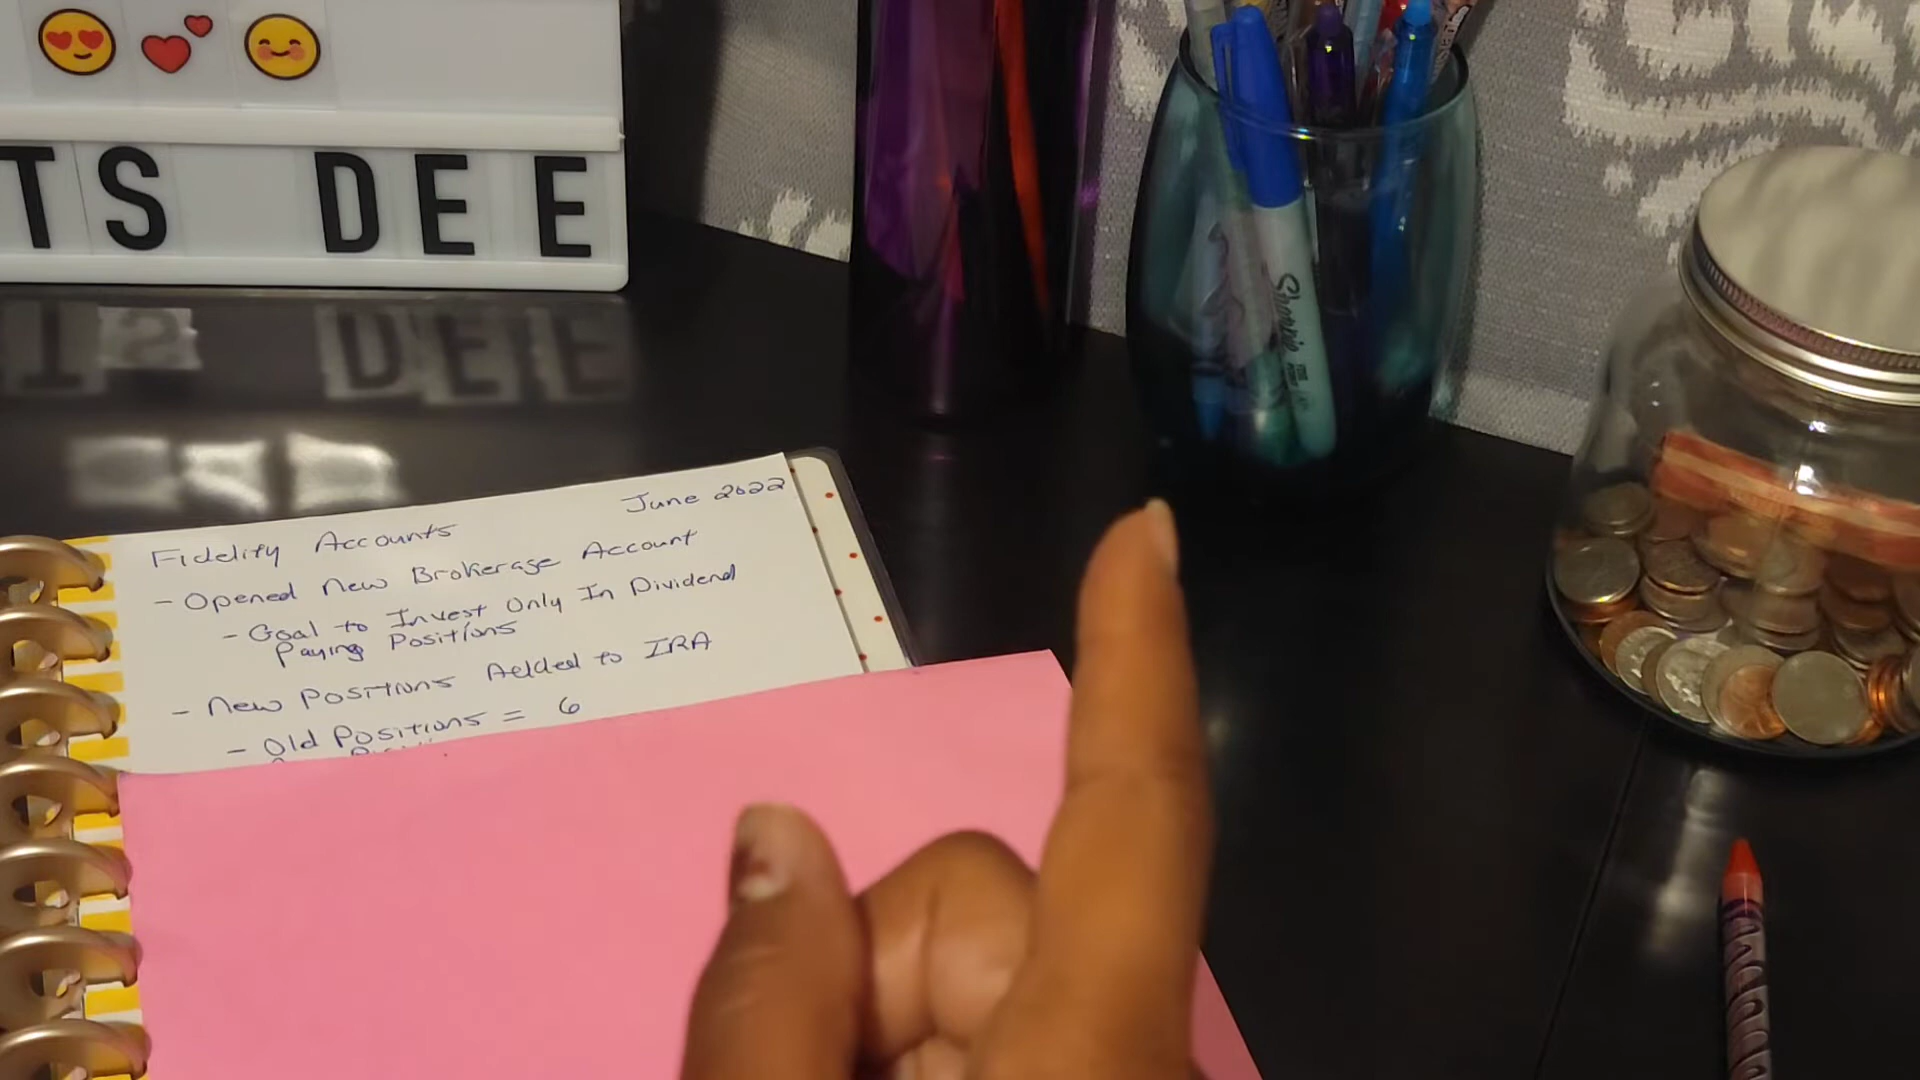 TS DEE
Sharpie
June 2022
Fidelity Accounts
- Opened New Brokerage Account
- Goal to Invest Only In Dividend
Paying Positions
- New Positions Added to IRA
- Old Positions = 6